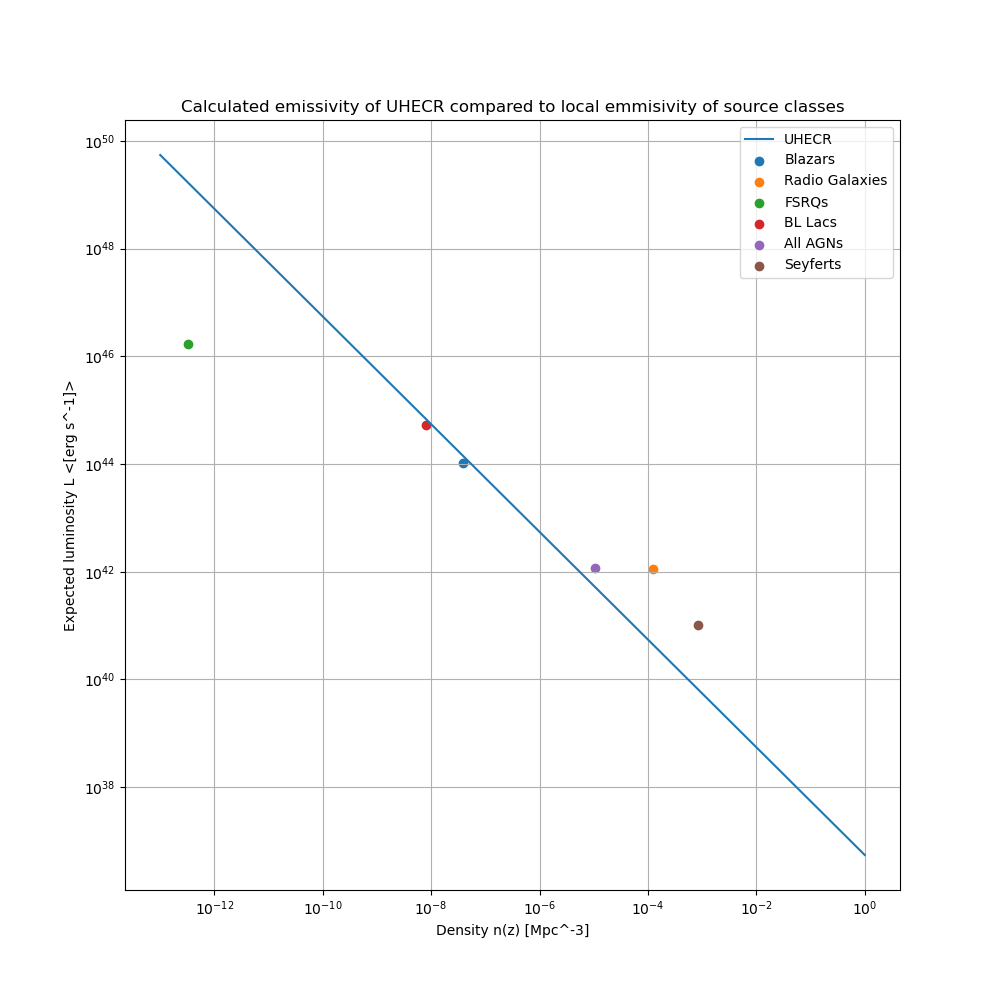 Calculated emissivity of UHECR compared to local emmisivity of source classes
UHECR
Blazars
Radio Galaxies
FSRQs
BL Lacs
All AGNs
Seyferts
10^50
10^48
10^46
10^44
10^42
10^40
10^38
Expected luminosity L <[erg s^-1]>
10^−12 10^−10 10^−8 10^−6 10^−4 10^−2 10^0
Density n(z) [Mpc^-3]